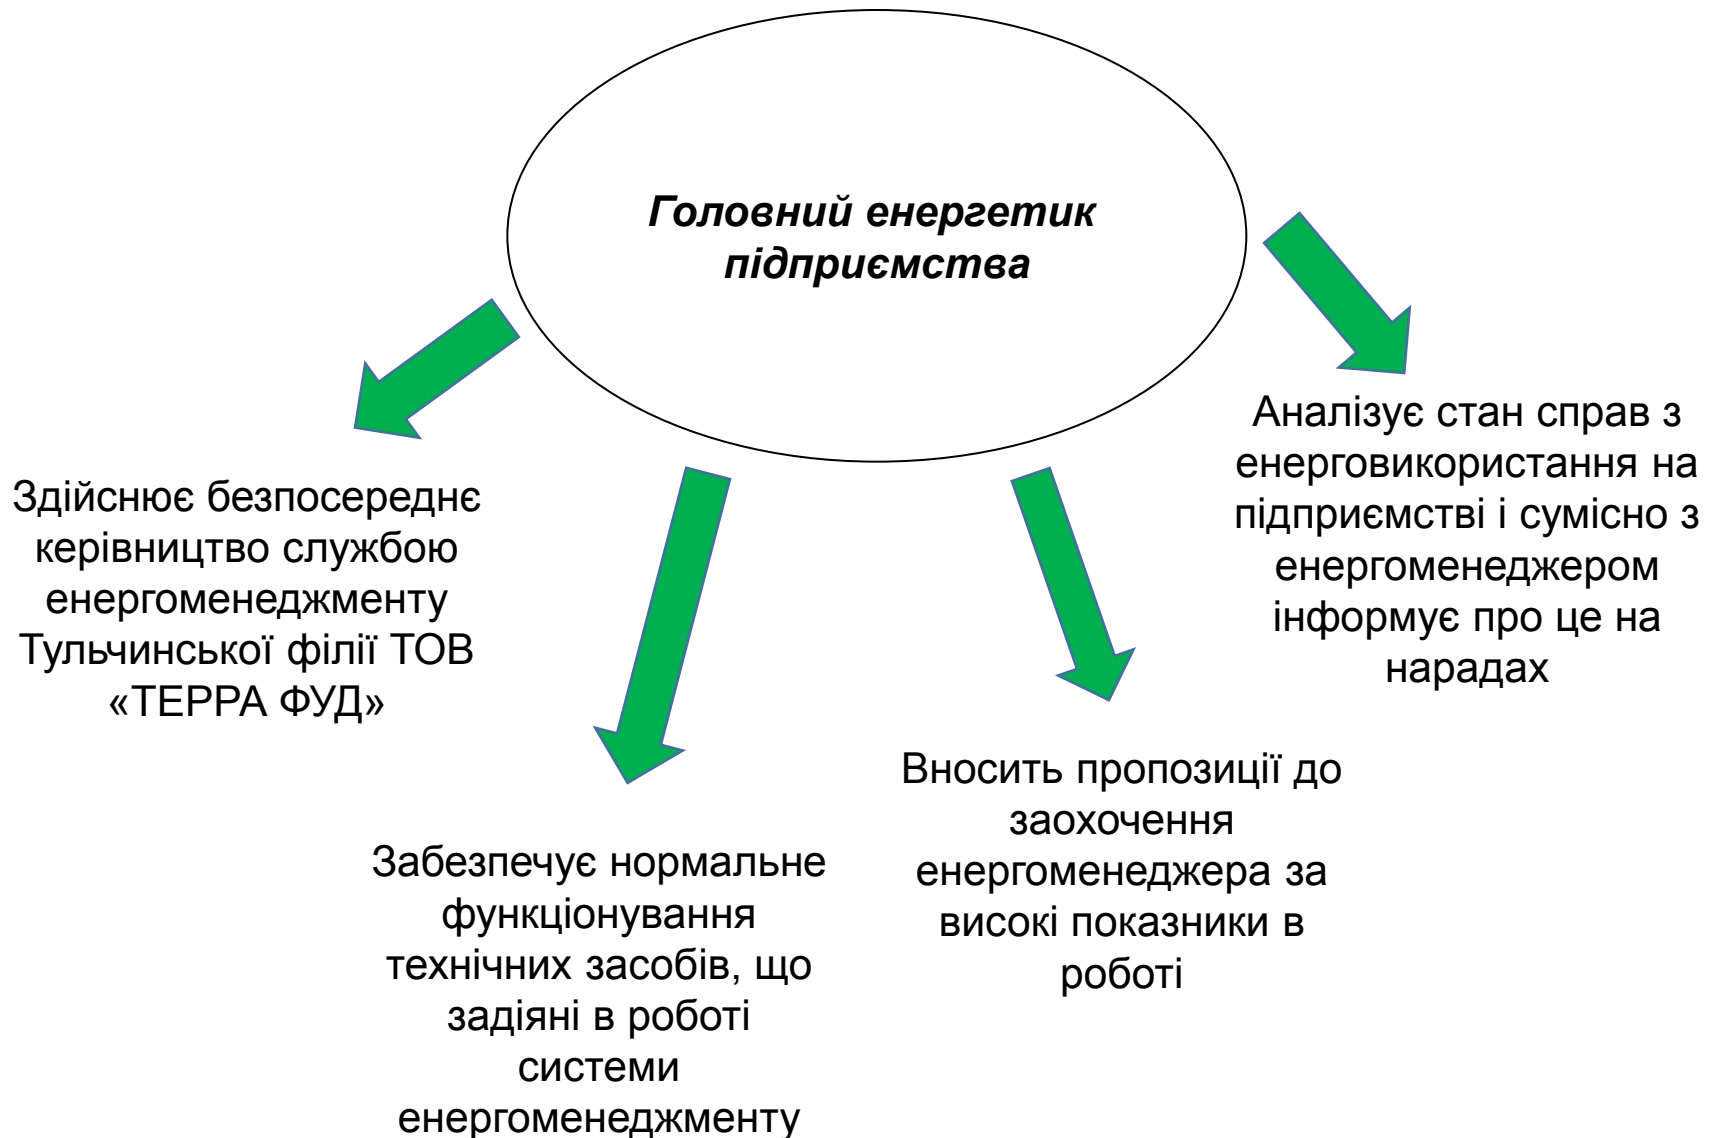 Головний енергетик
підприємства
Здійснює безпосереднє
керівництво службою
енергоменеджменту
Тульчинської філії ТОВ
«ТЕРРА ФУД»
Забезпечує нормальне
функціонування
технічних засобів, що
задіяні в роботі
системи
енергоменеджменту
Вносить пропозиції до
заохочення
енергоменеджера за
високі показники в
роботі
Аналізує стан справ з
енерговикористання на
підприємстві і сумісно з
енергоменеджером
інформує про це на
нарадах